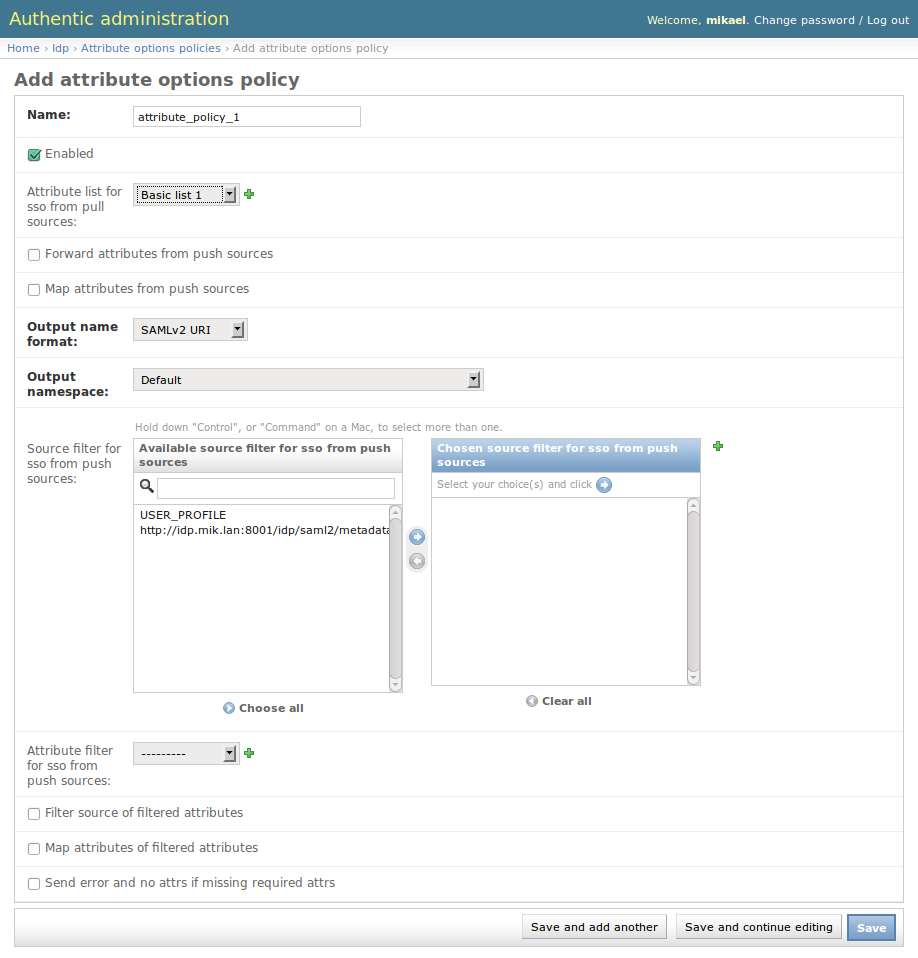 Authentic administration
Welcome, mikael. Change password / Log out
Home › Idp › Attribute options policies › Add attribute options policy
Add attribute options policy
Name:
attribute_policy_1
Enabled
Attribute list for
sso from pull
sources:
Basic list 1
Forward attributes from push sources
Map attributes from push sources
Output name
format:
SAMLv2 URI
Output
namespace:
Default
Hold down "Control", or "Command" on a Mac, to select more than one.
Source filter for
sso from push
sources:
Available source filter for sso from push
sources
USER_PROFILE
http://idp.mik.lan:8001/idp/saml2/metadata
Choose all
Chosen source filter for sso from push
sources
Select your choice(s) and click
Clear all
Attribute filter
for sso from
push sources:
---------
Filter source of filtered attributes
Map attributes of filtered attributes
Send error and no attrs if missing required attrs
Save and add another
Save and continue editing
Save